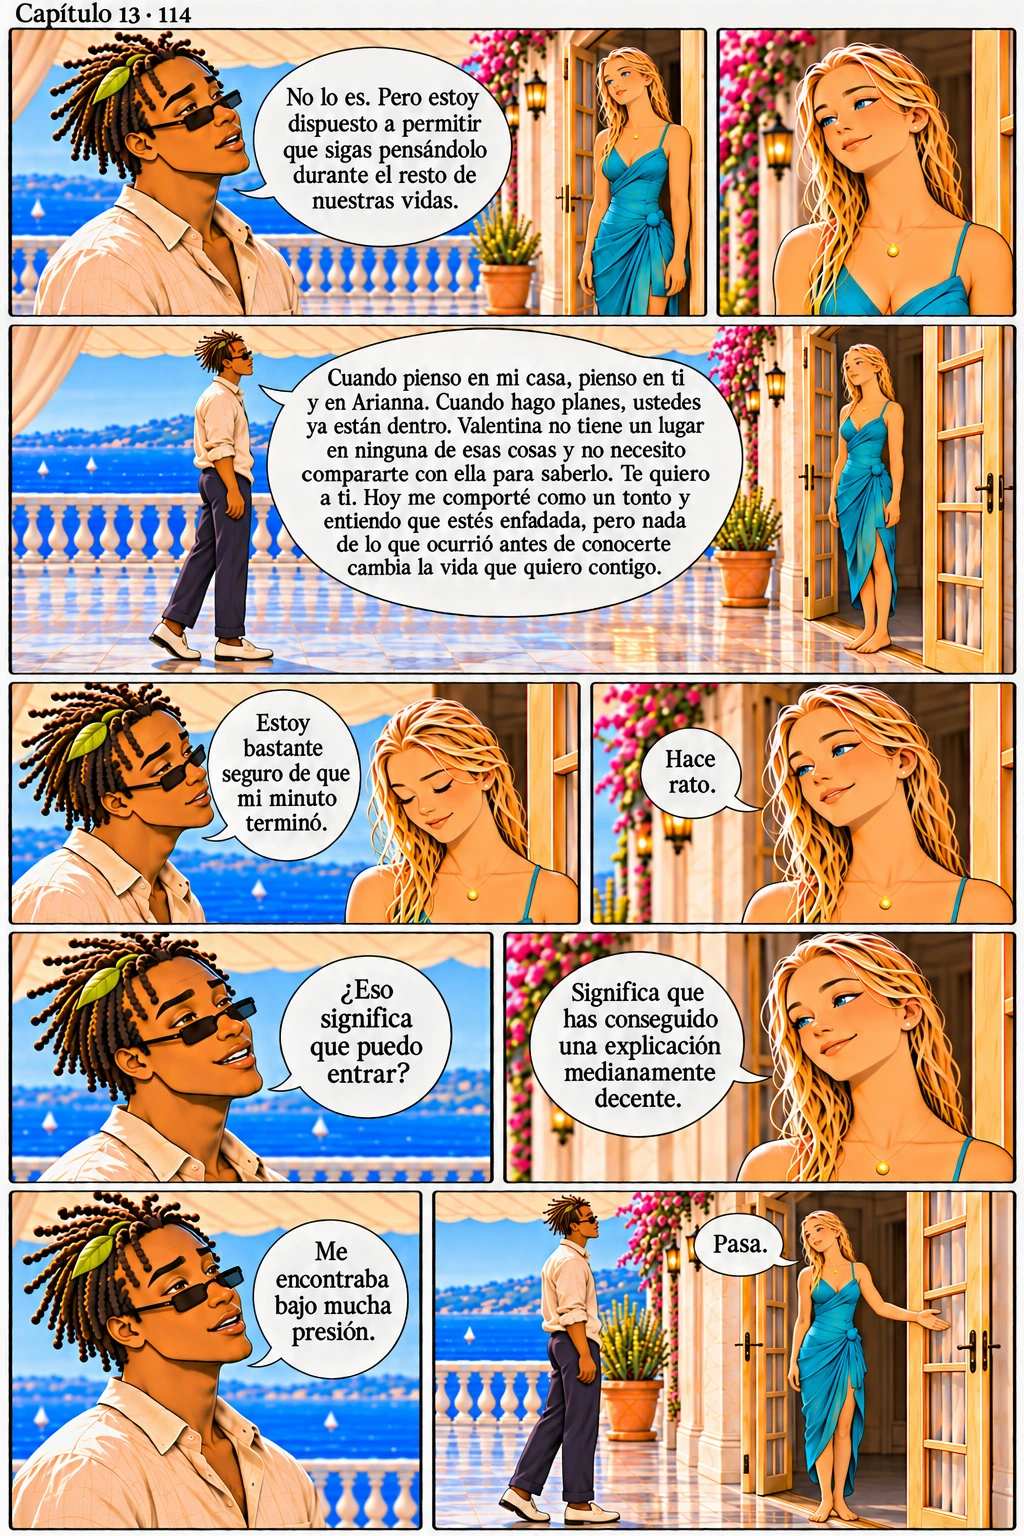 Capítulo 13 · 114
No lo es. Pero estoy
dispuesto a permitir
que sigas pensándolo
durante el resto de
nuestras vidas.
Cuando pienso en mi casa, pienso en ti
y en Arianna. Cuando hago planes, ustedes
ya están dentro. Valentina no tiene un lugar
en ninguna de esas cosas y no necesito
compararte con ella para saberlo. Te quiero
a ti. Hoy me comporté como un tonto y
entiendo que estés enfadada, pero nada
de lo que ocurrió antes de conocerte
cambia la vida que quiero contigo.
Estoy
bastante
seguro de que
mi minuto
terminó.
Hace
rato.
¿Eso
significa
que puedo
entrar?
Significa que
has conseguido
una explicación
medianamente
decente.
Me
encontraba
bajo mucha
presión.
Pasa.